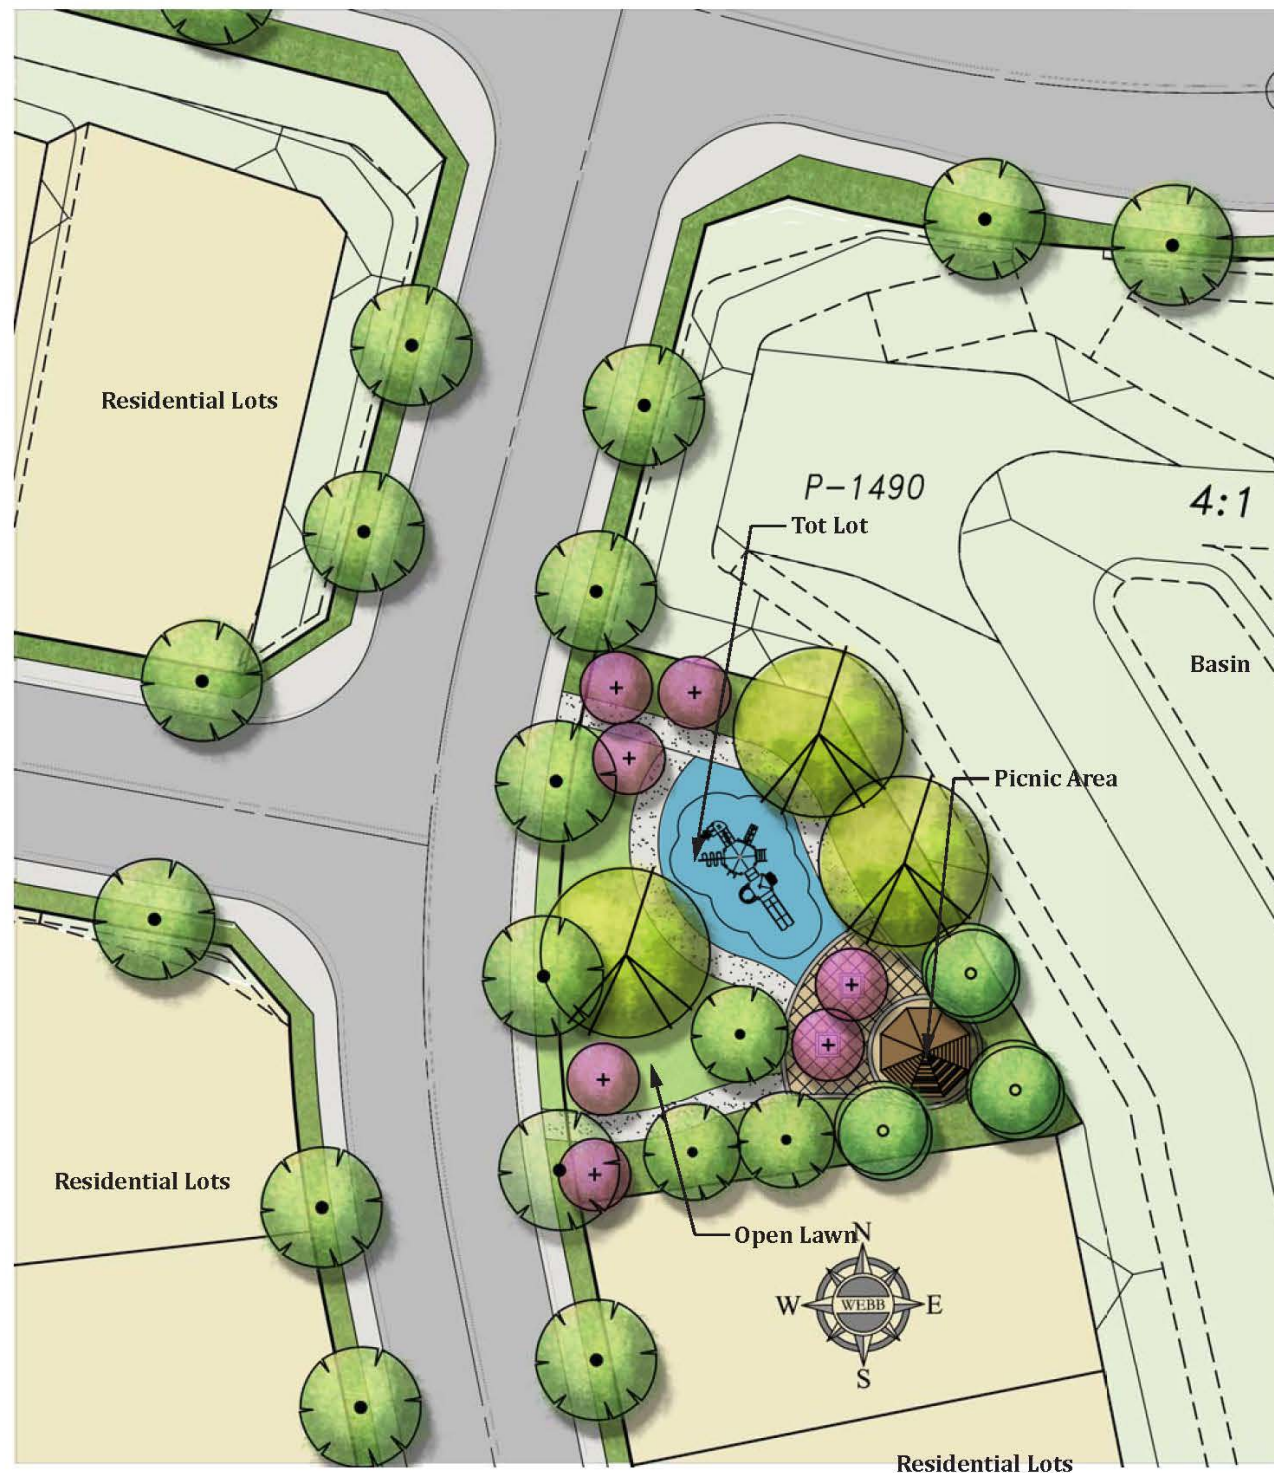 Residential Lots
P-1490
4:1
Tot Lot
Basin
Picnic Area
Residential Lots
Open Lawn
N
W
WEBB
E
S
Residential Lots